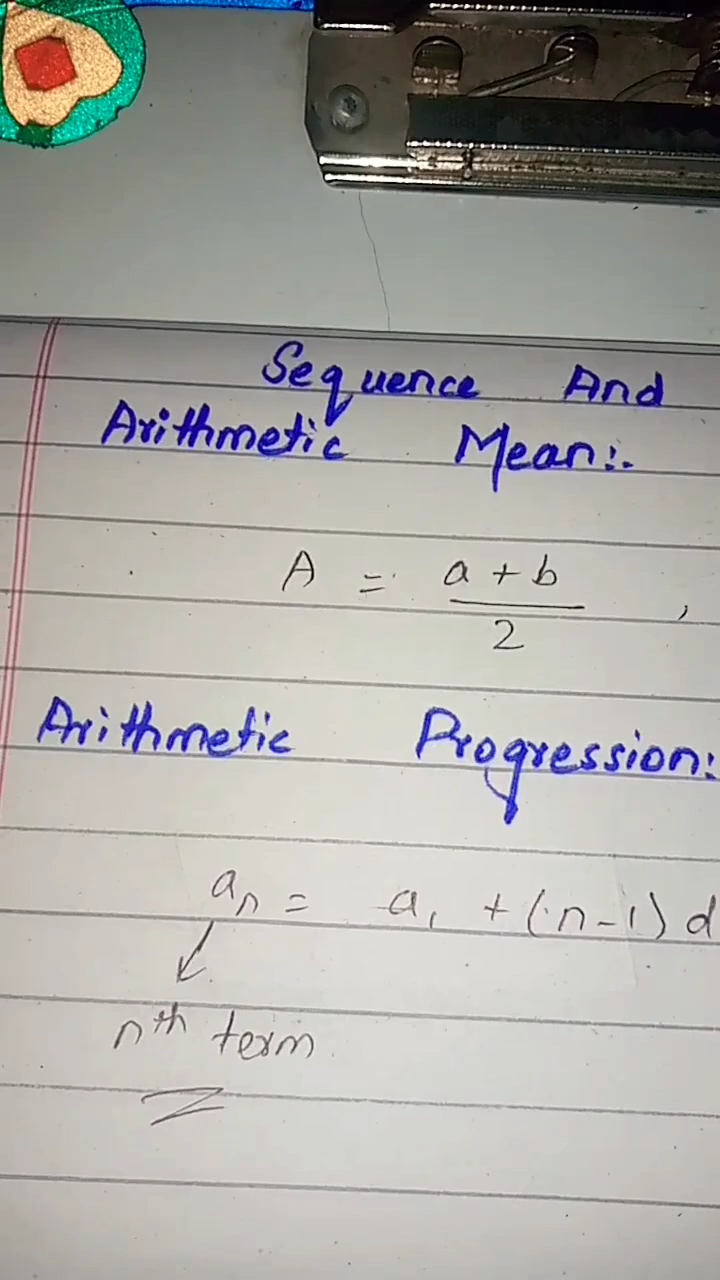 Sequence And
Arithmetic Mean:-
A = a + b / 2 ,
Arithmetic Progression:
aₙ = a₁ + (n-1) d
nth term